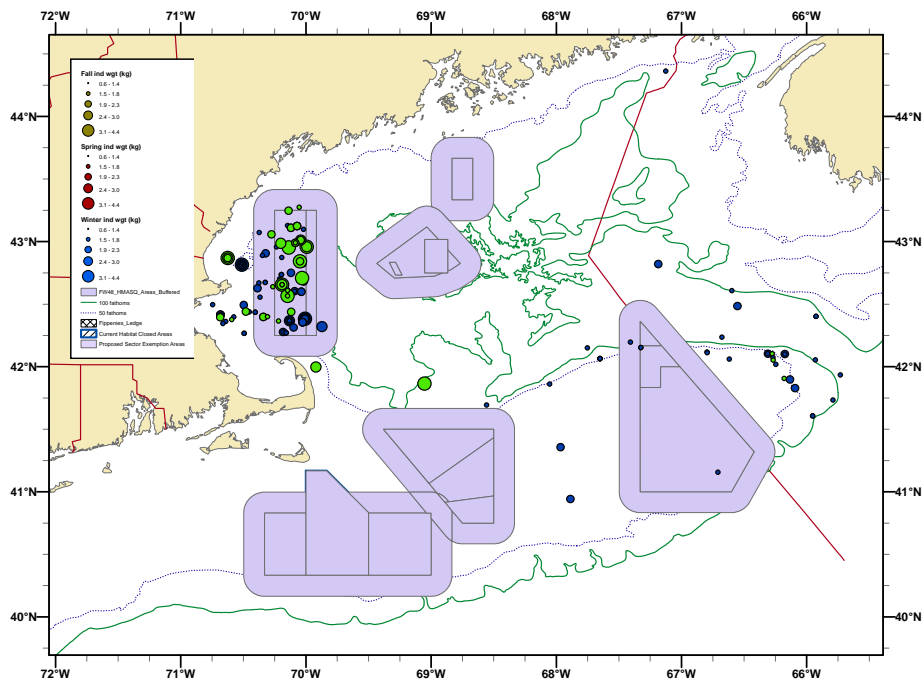 72°W 71°W 70°W 69°W 68°W 67°W 66°W
Fall ind wgt (kg)
0.6 - 1.4
1.5 - 1.8
1.9 - 2.3
2.4 - 3.0
3.1 - 4.4
Spring ind wgt (kg)
0.6 - 1.4
1.5 - 1.8
1.9 - 2.3
2.4 - 3.0
3.1 - 4.4
Winter ind wgt (kg)
0.6 - 1.4
1.5 - 1.8
1.9 - 2.3
2.4 - 3.0
3.1 - 4.4
FW48_HMASQ_Areas_Buffered
100 fathoms
50 fathoms
Fippenies_Ledge
Current Habitat Closed Areas
Proposed Sector Exemption Areas
44°N 44°N
43°N 43°N
42°N 42°N
41°N 41°N
40°N 40°N
72°W 71°W 70°W 69°W 68°W 67°W 66°W